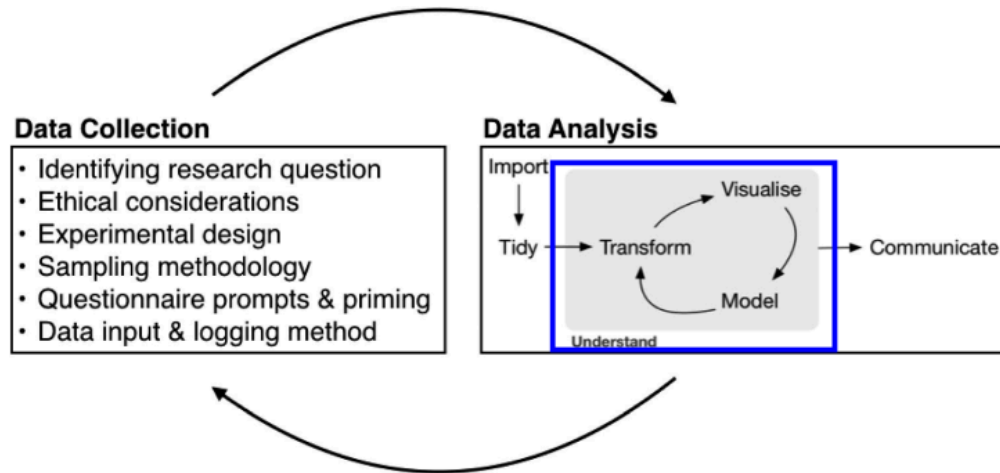 Data Collection
• Identifying research question
• Ethical considerations
• Experimental design
• Sampling methodology
• Questionnaire prompts & priming
• Data input & logging method
Data Analysis
Import
Tidy
Transform
Visualise
Model
Understand
Communicate